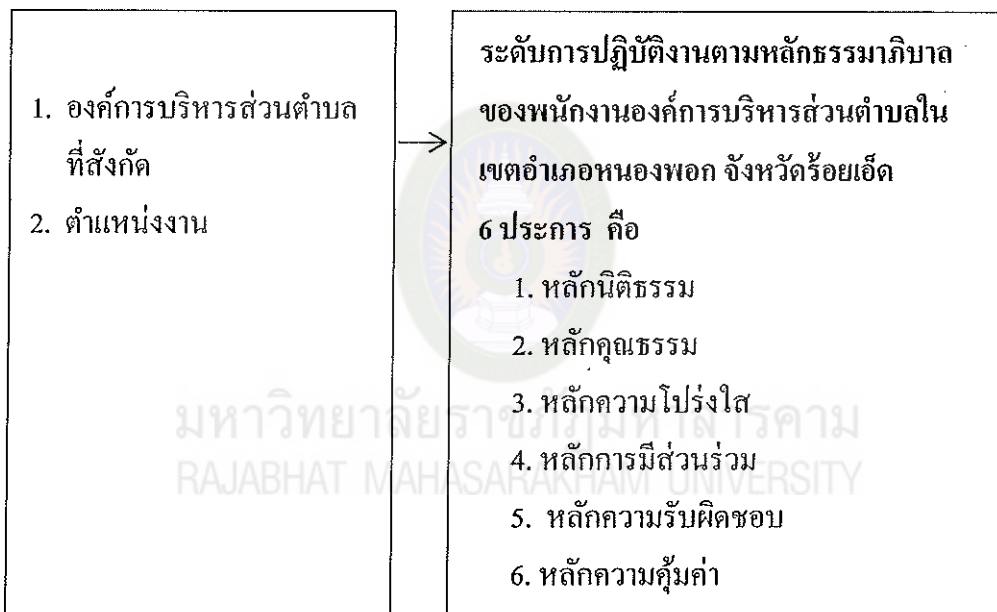 1. องค์การบริหารส่วนตำบล
ที่สังกัด
2. ตำแหน่งงาน
ระดับการปฏิบัติงานตามหลักธรรมาภิบาล
ของพนักงานองค์การบริหารส่วนตำบลใน
เขตอำเภอหนองพอก จังหวัดร้อยเอ็ด
6 ประการ คือ
1. หลักนิติธรรม
2. หลักคุณธรรม
3. หลักความโปร่งใส
4. หลักการมีส่วนร่วม
5. หลักความรับผิดชอบ
6. หลักความคุ้มค่า
มหาวิทยาลัยราชภัฏมหาสารคาม
RAJABHAT MAHASARAKHAM UNIVERSITY